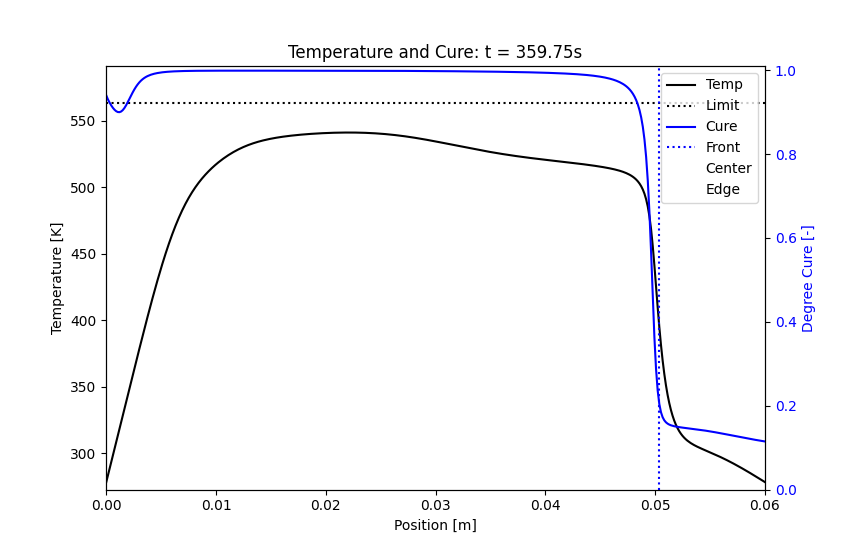 Temperature and Cure: t = 359.75s
Temperature [K]
550
500
450
400
350
300
0.00
0.01
0.02
0.03
0.04
0.05
0.06
Position [m]
1.0
0.8
0.6
0.4
0.2
0.0
Degree Cure [-]
Temp
Limit
Cure
Front
Center
Edge